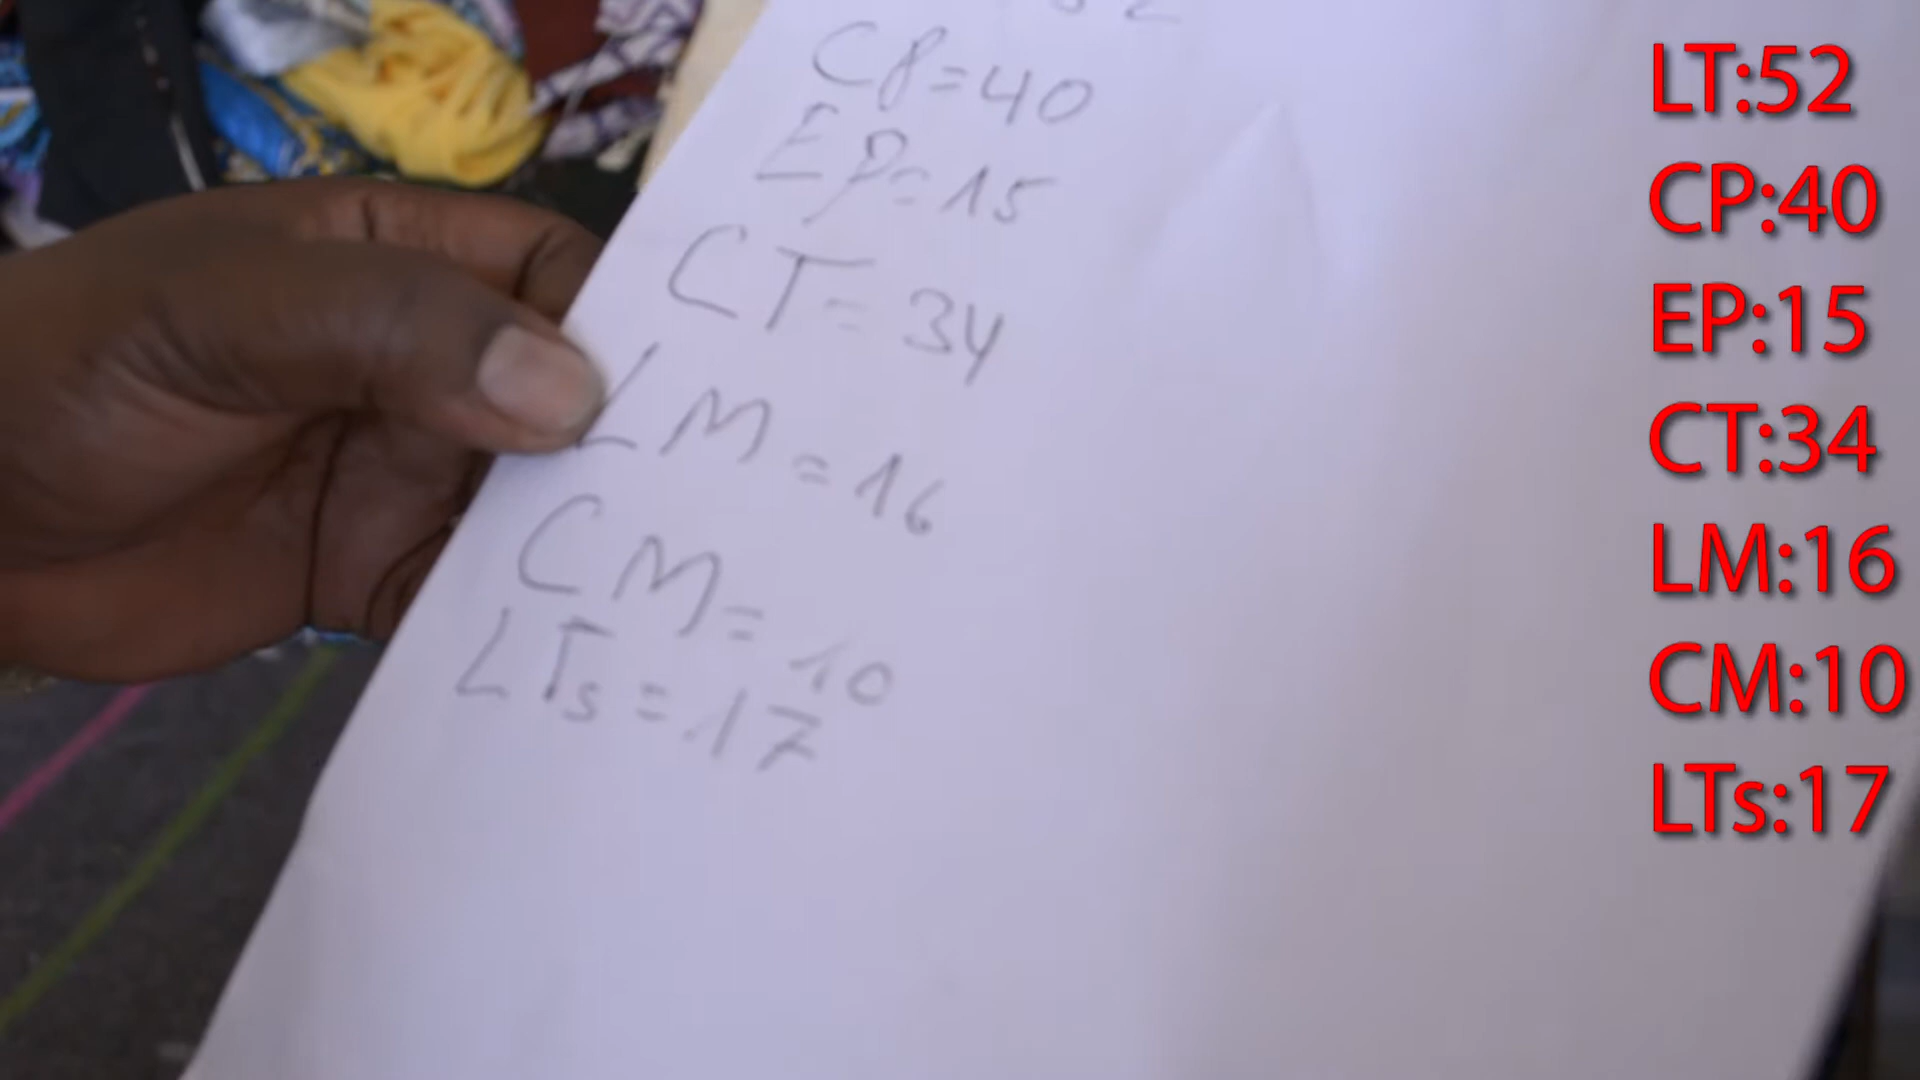 CP=40
EP=15
CT=34
LM=16
CM=10
LTs=17
LT:52
CP:40
EP:15
CT:34
LM:16
CM:10
LTs:17